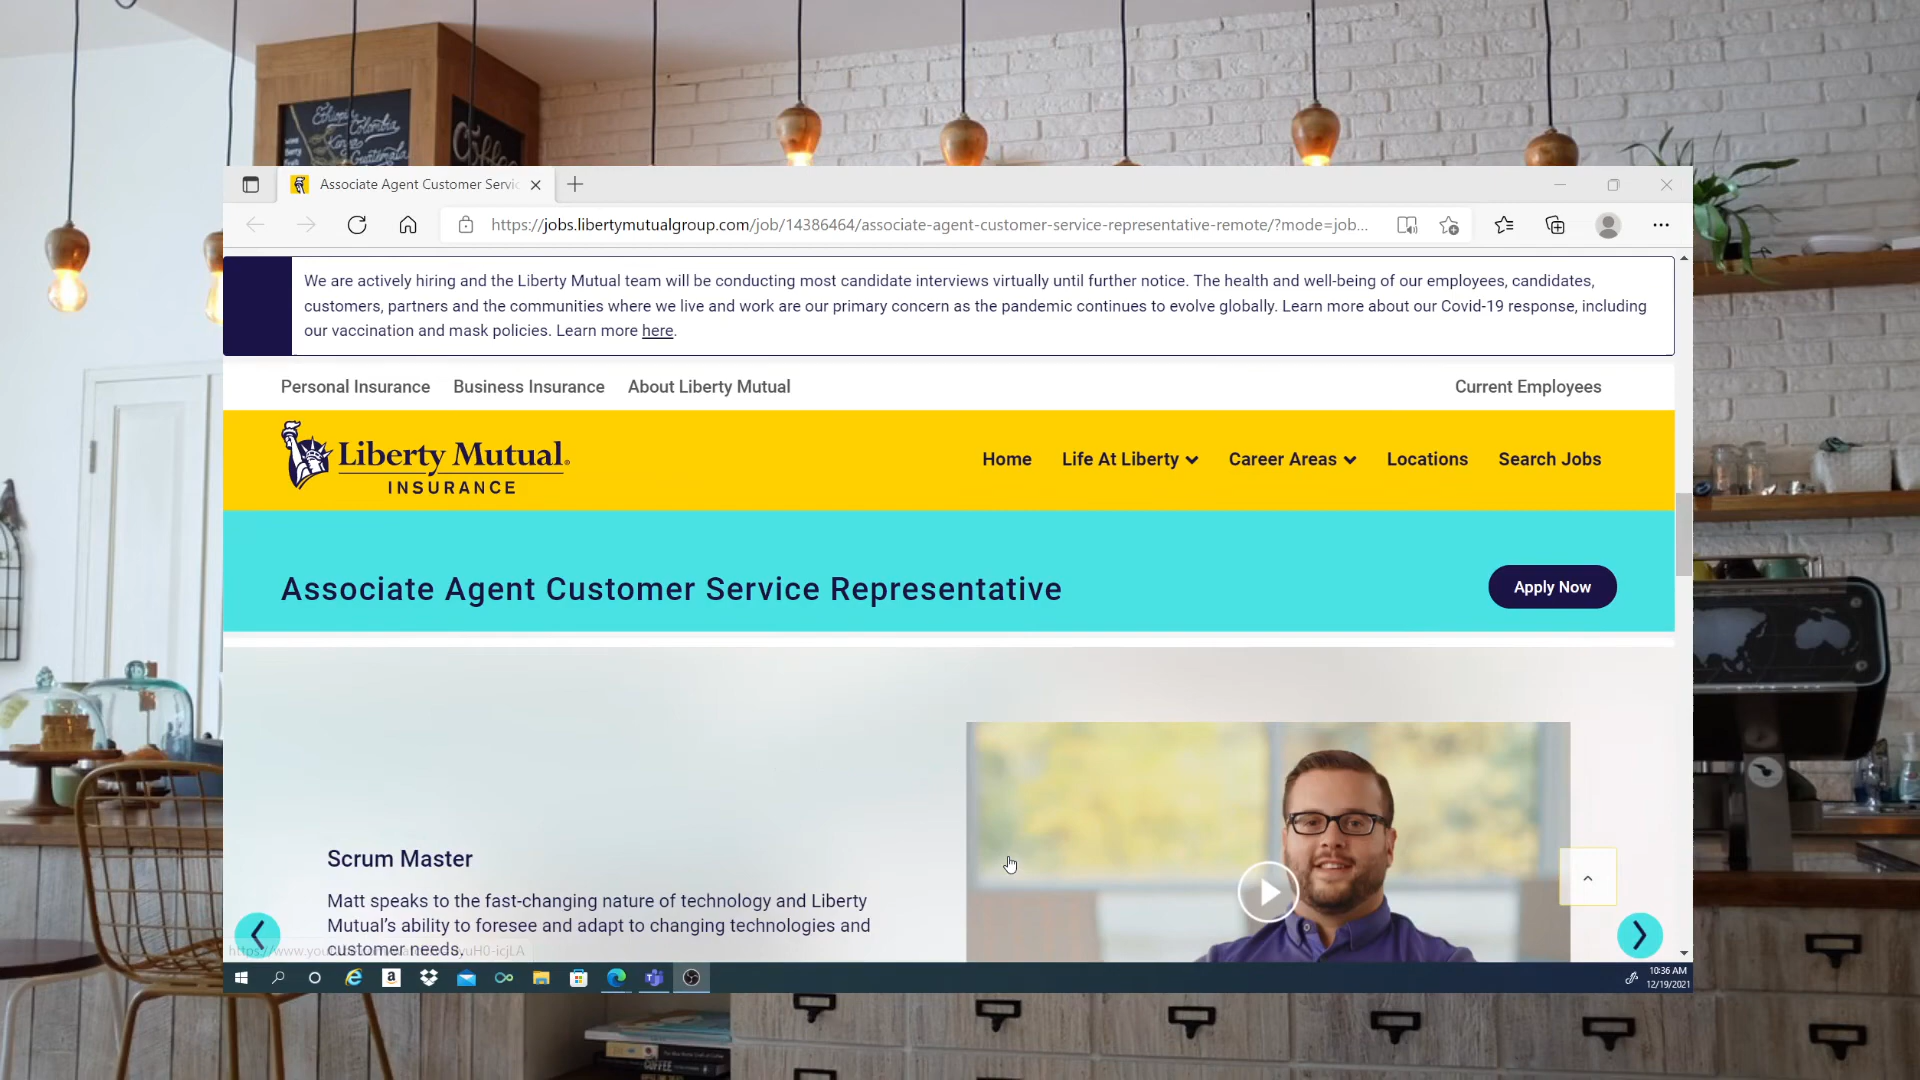 Ethiopia
Colombia
Kenya
Guatemala
Coffee
Associate Agent Customer Servic
https://jobs.libertymutualgroup.com/job/14386464/associate-agent-customer-service-representative-remote/?mode=job...
We are actively hiring and the Liberty Mutual team will be conducting most candidate interviews virtually until further notice. The health and well-being of our employees, candidates,
customers, partners and the communities where we live and work are our primary concern as the pandemic continues to evolve globally. Learn more about our Covid-19 response, including
our vaccination and mask policies. Learn more here.
Personal Insurance Business Insurance About Liberty Mutual Current Employees
Liberty Mutual.
INSURANCE
Home Life At Liberty Career Areas Locations Search Jobs
Associate Agent Customer Service Representative
Apply Now
Scrum Master
Matt speaks to the fast-changing nature of technology and Liberty
Mutual’s ability to foresee and adapt to changing technologies and
customer needs.
10:36 AM
12/19/2021
COFFEE